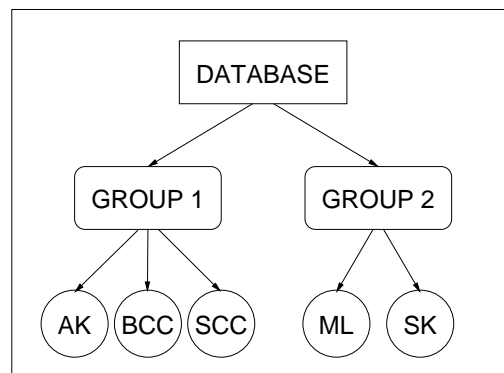 DATABASE
GROUP 1 GROUP 2
AK BCC SCC ML SK